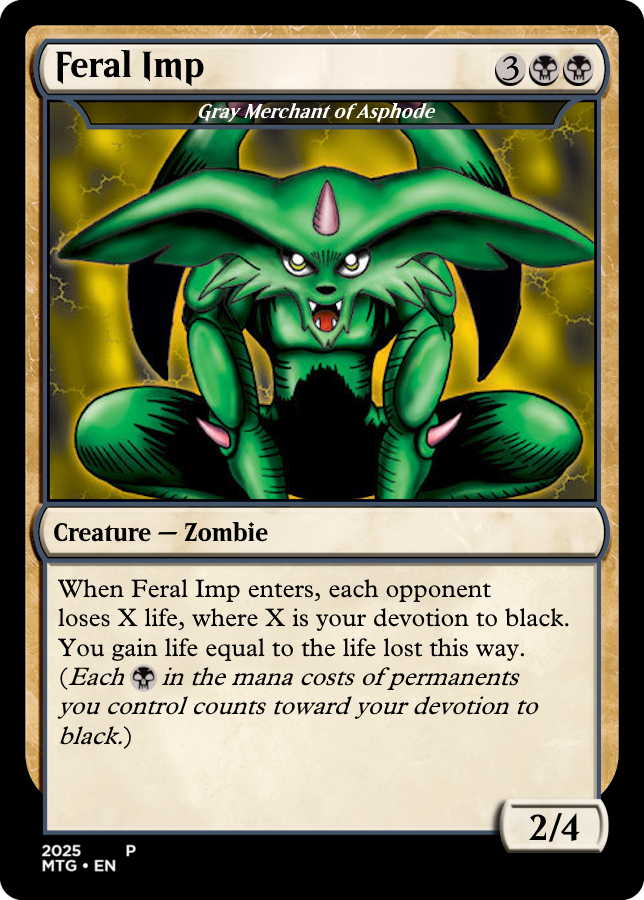 Feral Imp 3
Gray Merchant of Asphode
Creature — Zombie
When Feral Imp enters, each opponent
loses X life, where X is your devotion to black.
You gain life equal to the life lost this way.
(Each in the mana costs of permanents
you control counts toward your devotion to
black.)
2/4
2025 P
MTG • EN